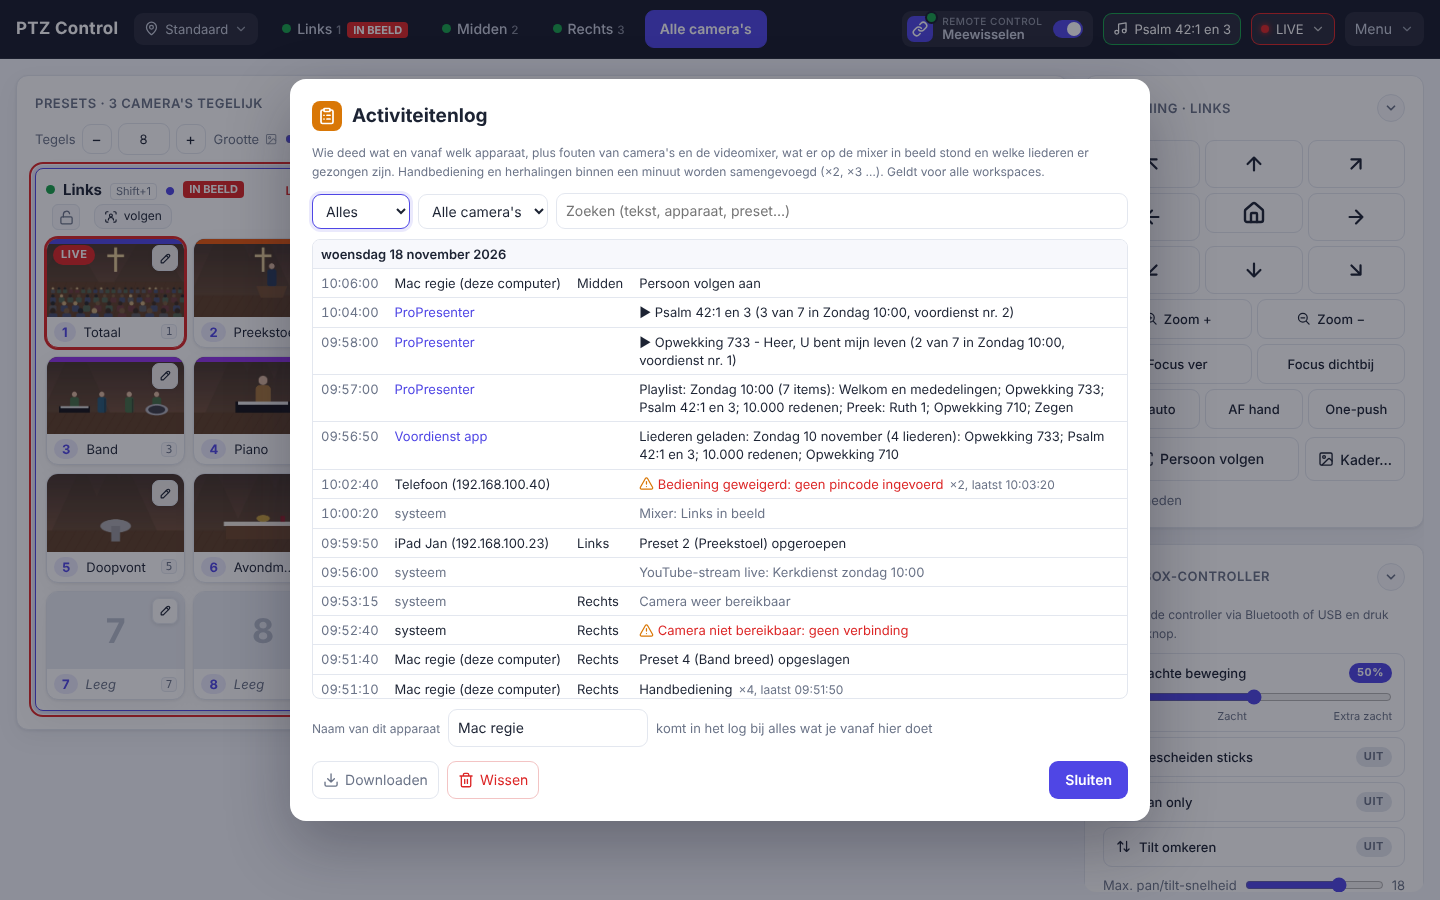 PTZ Control
Standaard
Links 1 IN BEELD
Midden 2
Rechts 3
Alle camera's
REMOTE CONTROL
Meewisselen
Psalm 42:1 en 3
LIVE
Menu
PRESETS · 3 CAMERA'S TEGELIJK
Tegels − 8 + Grootte
Links Shift+1 IN BEELD
volgen
LIVE
1 Totaal 1
2
3 Band 3
4 Piano
5 Doopvont 5
6 Avondm…
7
8
7 Leeg 7
8 Leeg
Activiteitenlog
Wie deed wat en vanaf welk apparaat, plus fouten van camera's en de videomixer, wat er op de mixer in beeld stond en welke liederen er
gezongen zijn. Handbediening en herhalingen binnen een minuut worden samengevoegd (×2, ×3 ...). Geldt voor alle workspaces.
Alles
Alle camera's
Zoeken (tekst, apparaat, preset...)
woensdag 18 november 2026
10:06:00 Mac regie (deze computer) Midden Persoon volgen aan
10:04:00 ProPresenter ▶ Psalm 42:1 en 3 (3 van 7 in Zondag 10:00, voordienst nr. 2)
09:58:00 ProPresenter ▶ Opwekking 733 - Heer, U bent mijn leven (2 van 7 in Zondag 10:00,
voordienst nr. 1)
09:57:00 ProPresenter Playlist: Zondag 10:00 (7 items): Welkom en mededelingen; Opwekking 733;
Psalm 42:1 en 3; 10.000 redenen; Preek: Ruth 1; Opwekking 710; Zegen
09:56:50 Voordienst app Liederen geladen: Zondag 10 november (4 liederen): Opwekking 733; Psalm
42:1 en 3; 10.000 redenen; Opwekking 710
10:02:40 Telefoon (192.168.100.40) Bediening geweigerd: geen pincode ingevoerd ×2, laatst 10:03:20
10:00:20 systeem Mixer: Links in beeld
09:59:50 iPad Jan (192.168.100.23) Links Preset 2 (Preekstoel) opgeroepen
09:56:00 systeem YouTube-stream live: Kerkdienst zondag 10:00
09:53:15 systeem Rechts Camera weer bereikbaar
09:52:40 systeem Rechts Camera niet bereikbaar: geen verbinding
09:51:40 Mac regie (deze computer) Rechts Preset 4 (Band breed) opgeslagen
09:51:10 Mac regie (deze computer) Rechts Handbediening ×4, laatst 09:51:50
Naam van dit apparaat Mac regie komt in het log bij alles wat je vanaf hier doet
Downloaden
Wissen
Sluiten
· LINKS
Zoom +
Zoom −
Focus ver
Focus dichtbij
AF hand
One-push
Persoon volgen
Kader...
-CONTROLLER
de controller via Bluetooth of USB en druk
beweging 50%
Zacht Extra zacht
sticks UIT
only UIT
Tilt omkeren UIT
Max. pan/tilt-snelheid 18